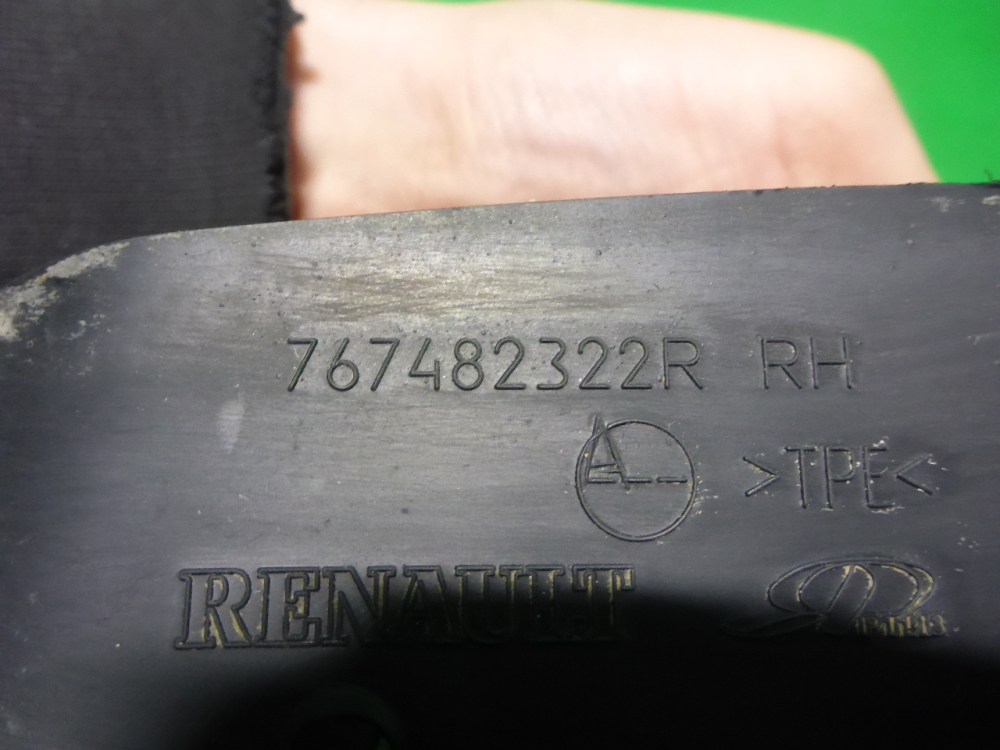 767482322R RH
A
>TPE<
RENAULT